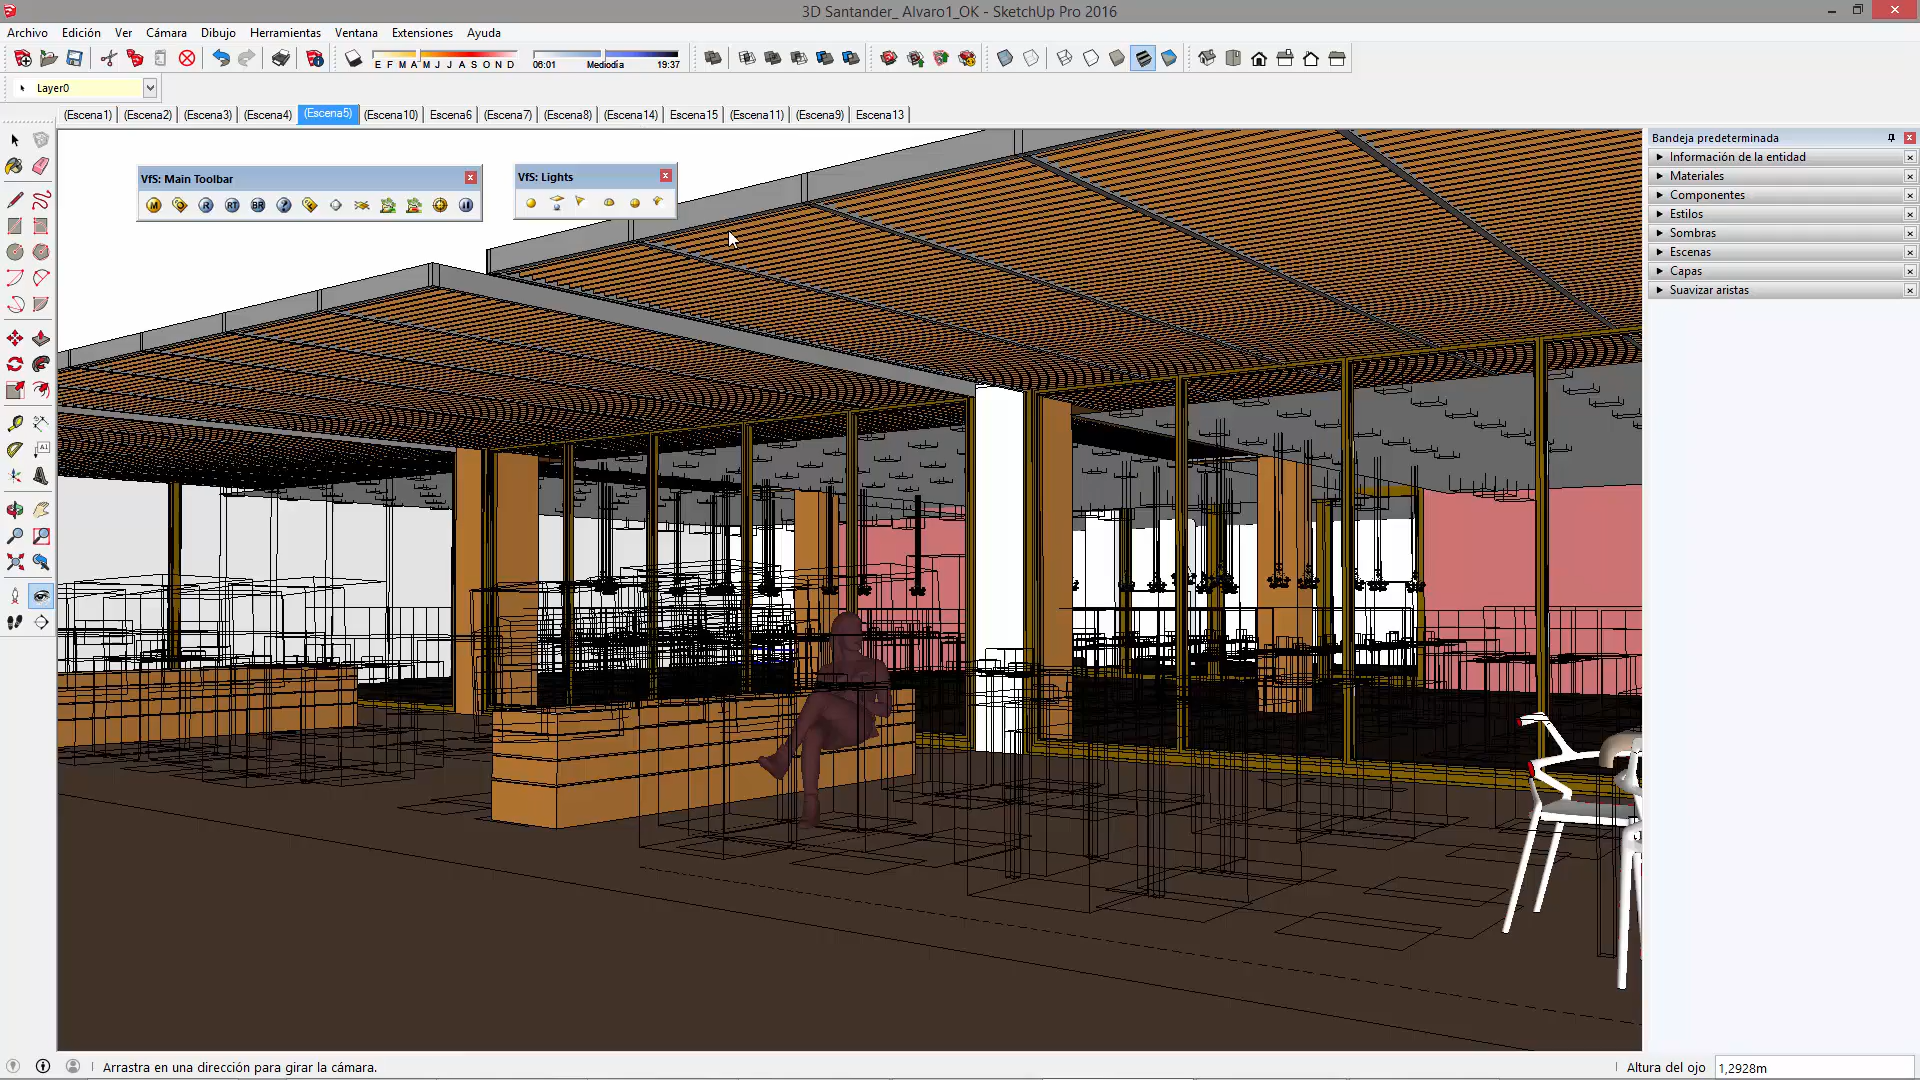 3D Santander_ Alvaro1_OK - SketchUp Pro 2016
Archivo Edición Ver Cámara Dibujo Herramientas Ventana Extensiones Ayuda
E F M A M J J A S O N D 06:01 Mediodía 19:37
Layer0
(Escena1) (Escena2) (Escena3) (Escena4) (Escena5) (Escena10) Escena6 (Escena7) (Escena8) (Escena14) Escena15 (Escena11) (Escena9) Escena13
VfS: Main Toolbar
M R RT BR ?
VfS: Lights
Bandeja predeterminada
Información de la entidad
Materiales
Componentes
Estilos
Sombras
Escenas
Capas
Suavizar aristas
A1
Arrastra en una dirección para girar la cámara.
Altura del ojo 1,2928m